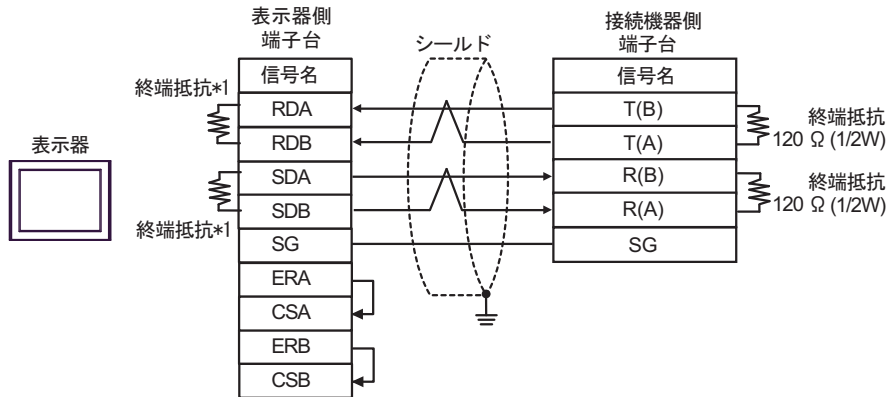 表示器側
端子台
接続機器側
端子台
シールド
信号名
信号名
終端抵抗*1
RDA
T(B)
終端抵抗
120 Ω (1/2W)
RDB
T(A)
表示器
SDA
R(B)
終端抵抗
120 Ω (1/2W)
SDB
R(A)
終端抵抗*1
SG
SG
ERA
CSA
ERB
CSB